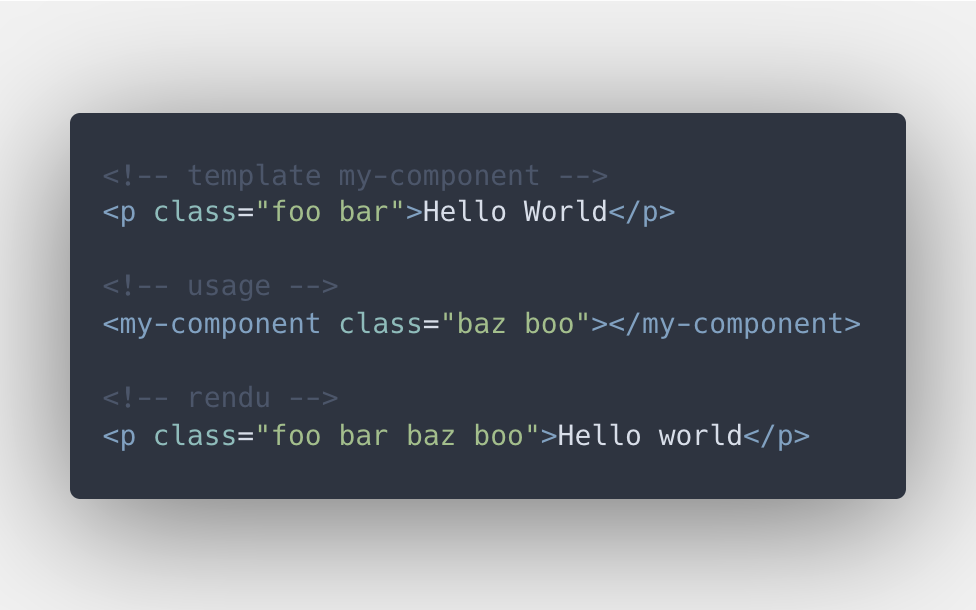 <!-- template my-component -->
<p class="foo bar">Hello World</p>
<!-- usage -->
<my-component class="baz boo"></my-component>
<!-- rendu -->
<p class="foo bar baz boo">Hello world</p>